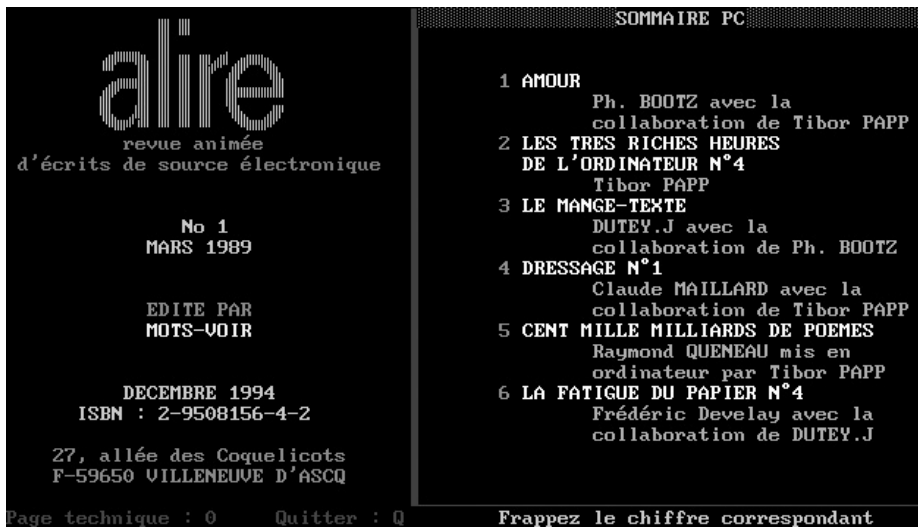 alire
revue animée
d'écrits de source électronique
No 1
MARS 1989
EDITE PAR
MOTS-VOIR
DECEMBRE 1994
ISBN : 2-9508156-4-2
27, allée des Coquelicots
F-59650 VILLENEUVE D'ASCQ
Page technique : 0 Quitter : Q
SOMMAIRE PC
1 AMOUR
Ph. BOOTZ avec la
collaboration de Tibor PAPP
2 LES TRES RICHES HEURES
DE L'ORDINATEUR N°4
Tibor PAPP
3 LE MANGE-TEXTE
DUTEY.J avec la
collaboration de Ph. BOOTZ
4 DRESSAGE N°1
Claude MAILLARD avec la
collaboration de Tibor PAPP
5 CENT MILLE MILLIARDS DE POEMES
Raymond QUENEAU mis en
ordinateur par Tibor PAPP
6 LA FATIGUE DU PAPIER N°4
Frédéric Develay avec la
collaboration de DUTEY.J
Frappez le chiffre correspondant